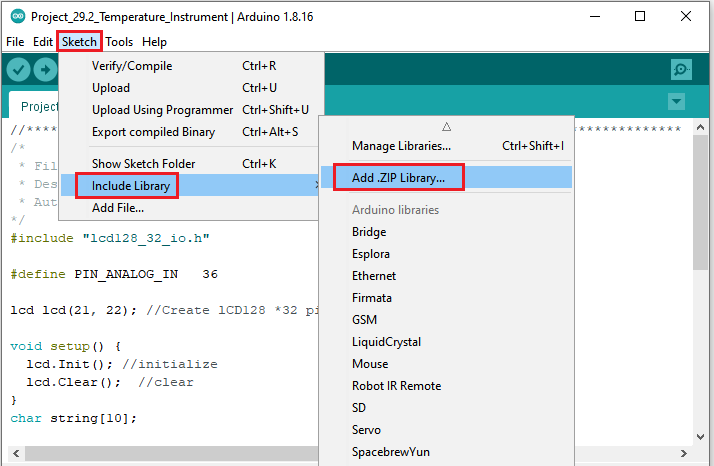 Project_29.2_Temperature_Instrument | Arduino 1.8.16
File Edit Sketch Tools Help
Verify/Compile Ctrl+R
Upload Ctrl+U
Upload Using Programmer Ctrl+Shift+U
Export compiled Binary Ctrl+Alt+S
Show Sketch Folder Ctrl+K
Include Library
Add File...
Manage Libraries... Ctrl+Shift+I
Add .ZIP Library...
Arduino libraries
Bridge
Esplora
Ethernet
Firmata
GSM
LiquidCrystal
Mouse
Robot IR Remote
SD
Servo
SpacebrewYun
Project
/*
* Fil
* Des
* Aut
*/
#include "lcd128_32_io.h"
#define PIN_ANALOG_IN 36
lcd lcd(21, 22); //Create lCD128 *32 pi
void setup() {
lcd.Init(); //initialize
lcd.Clear(); //clear
}
char string[10];